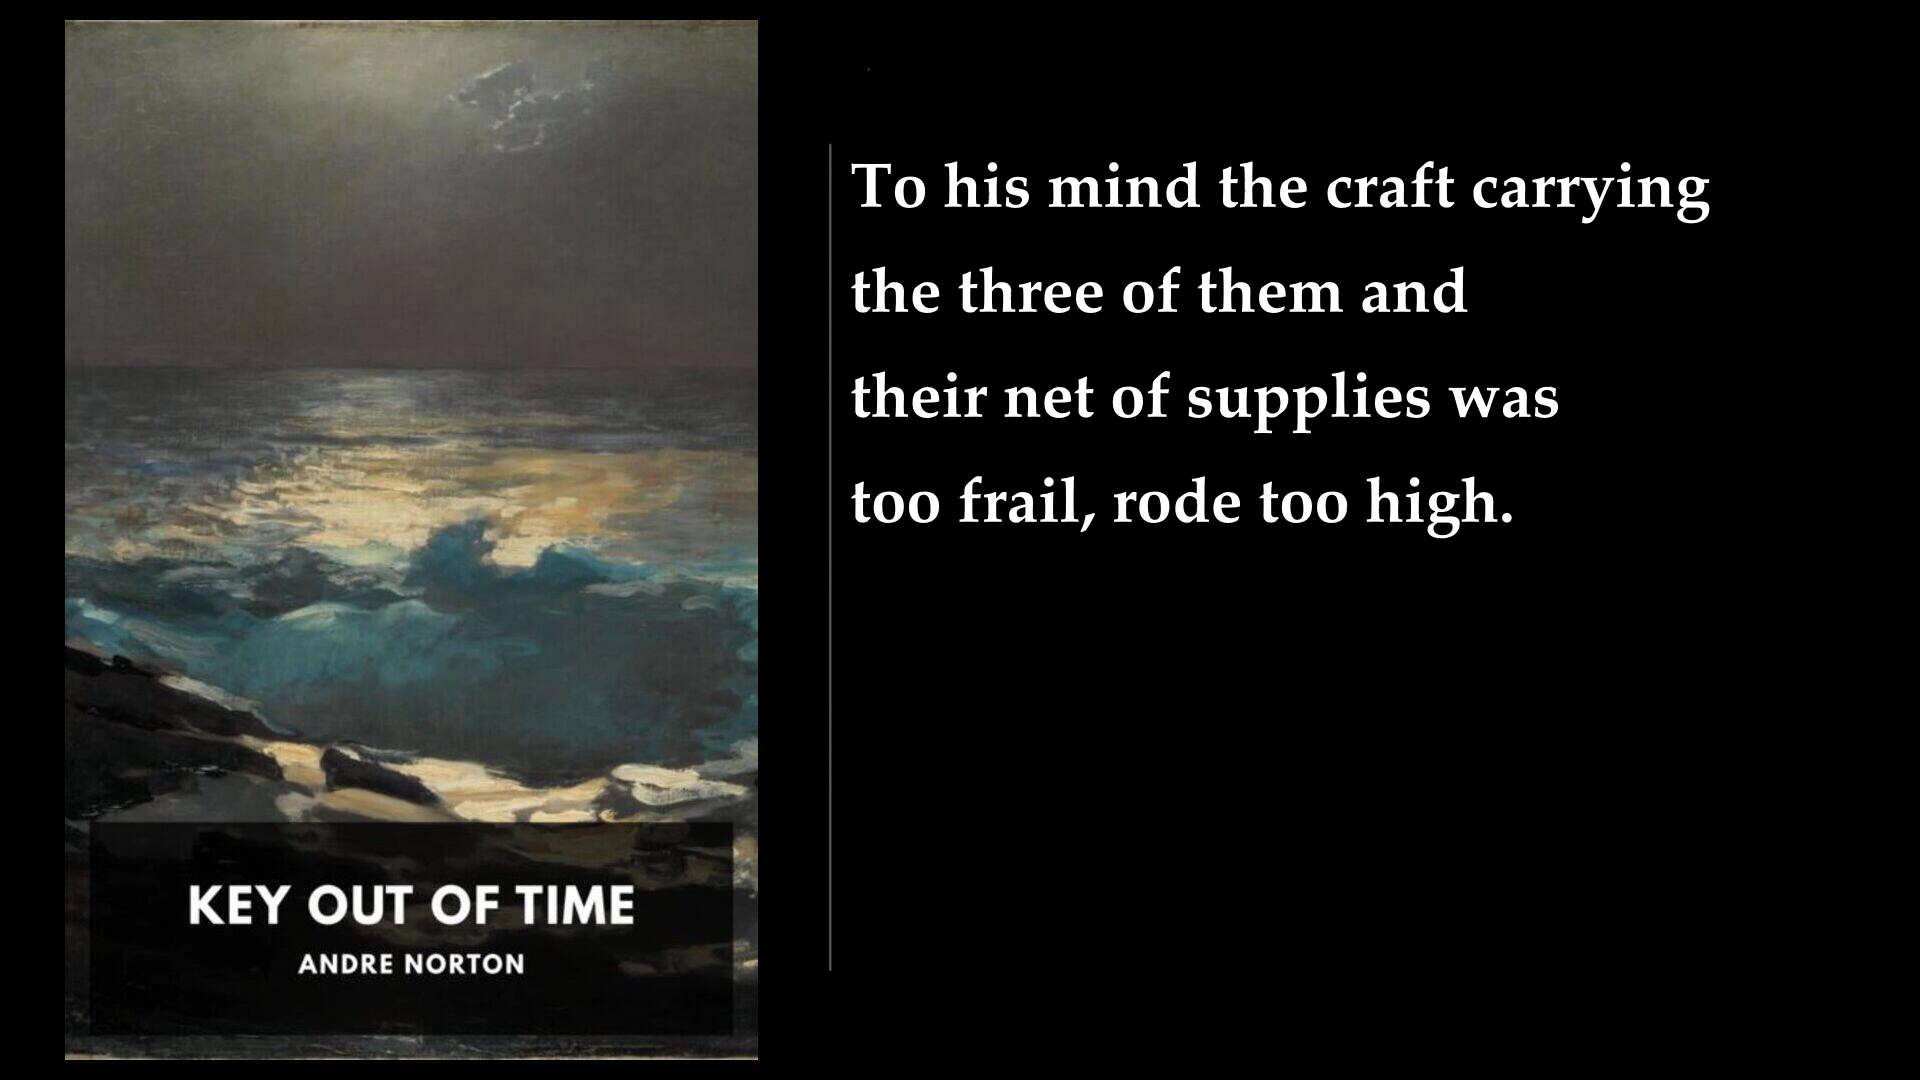 To his mind the craft carrying
the three of them and
their net of supplies was
too frail, rode too high.
KEY OUT OF TIME
ANDRE NORTON